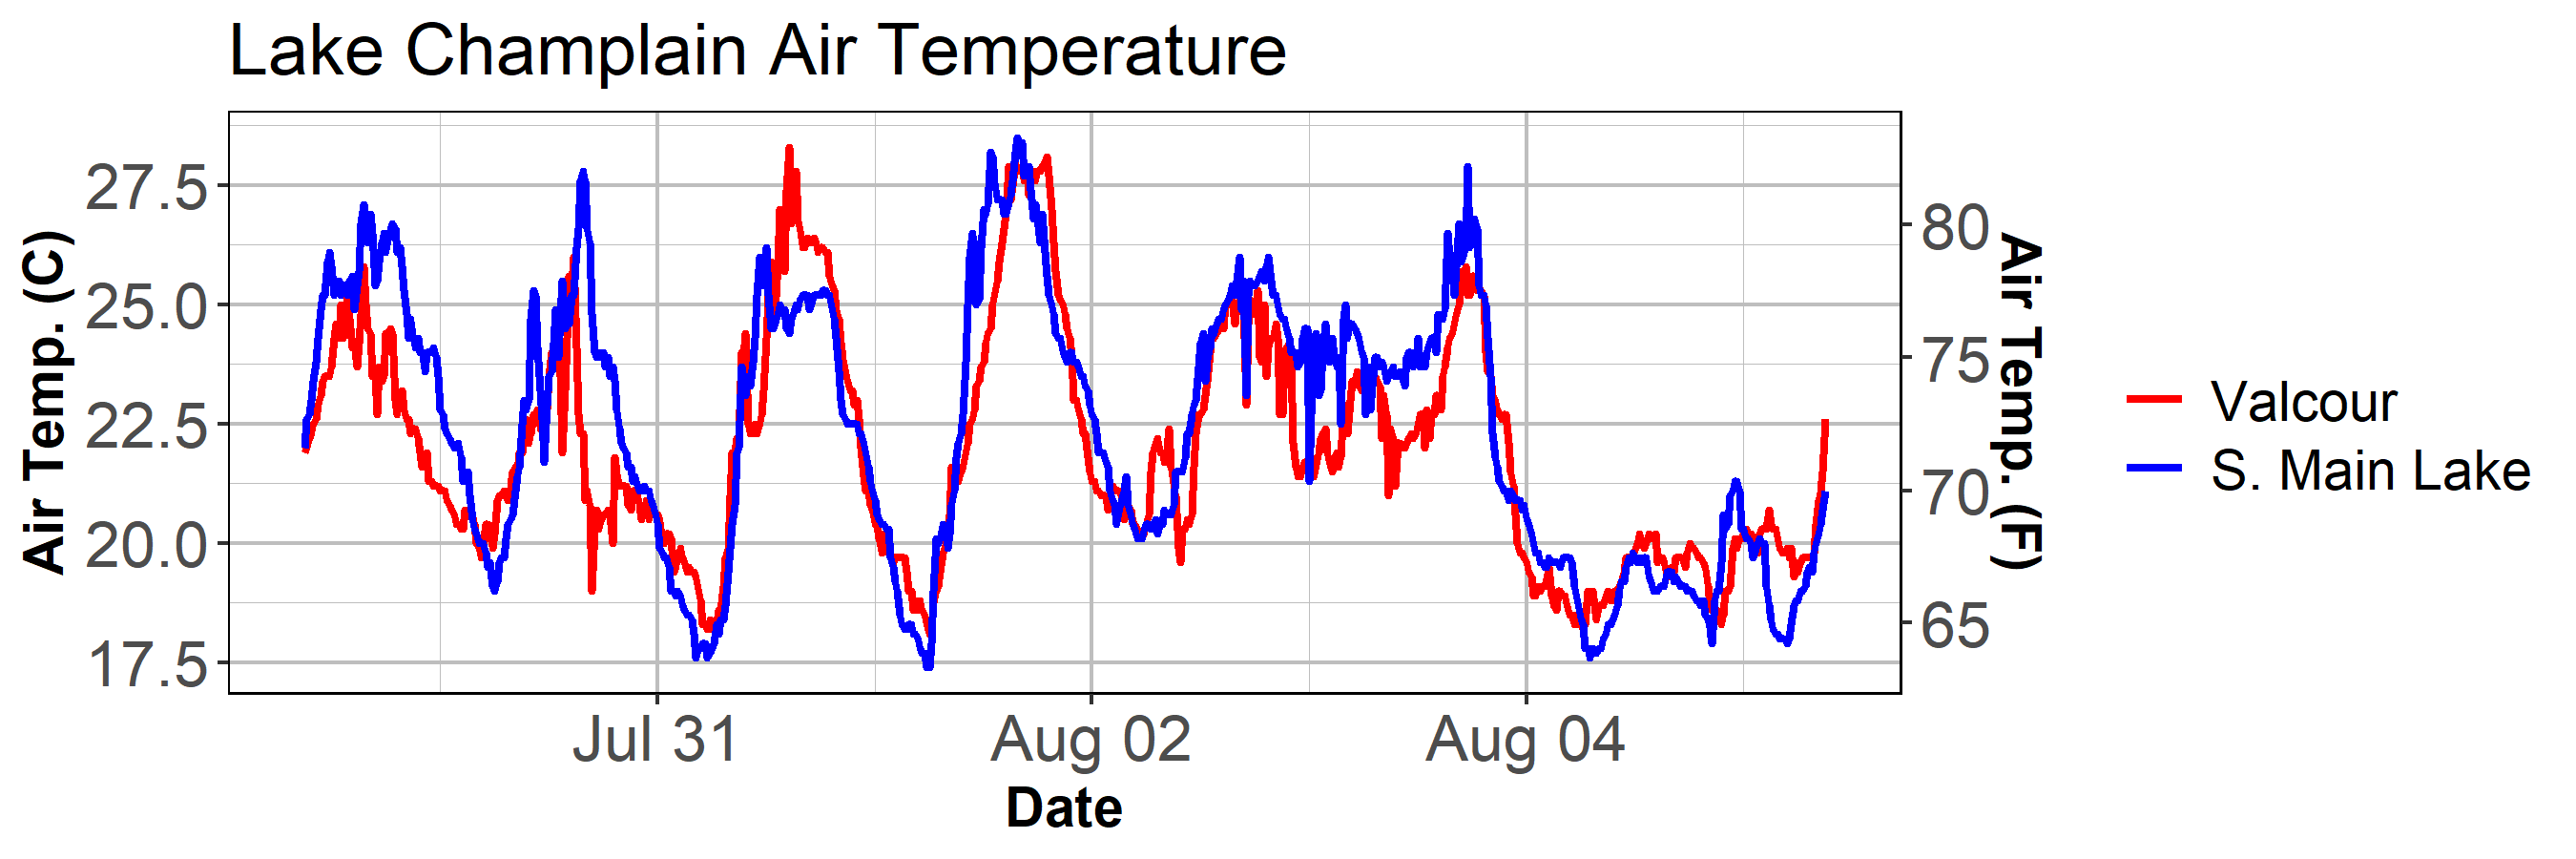 Lake Champlain Air Temperature
Air Temp. (C)
27.5
25.0
22.5
20.0
17.5
80
75
70
65
Air Temp. (F)
Jul 31
Aug 02
Aug 04
Date
Valcour
S. Main Lake